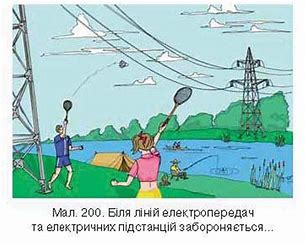 Мал. 200. Біля ліній електропередач
та електричних підстанцій забороняється...